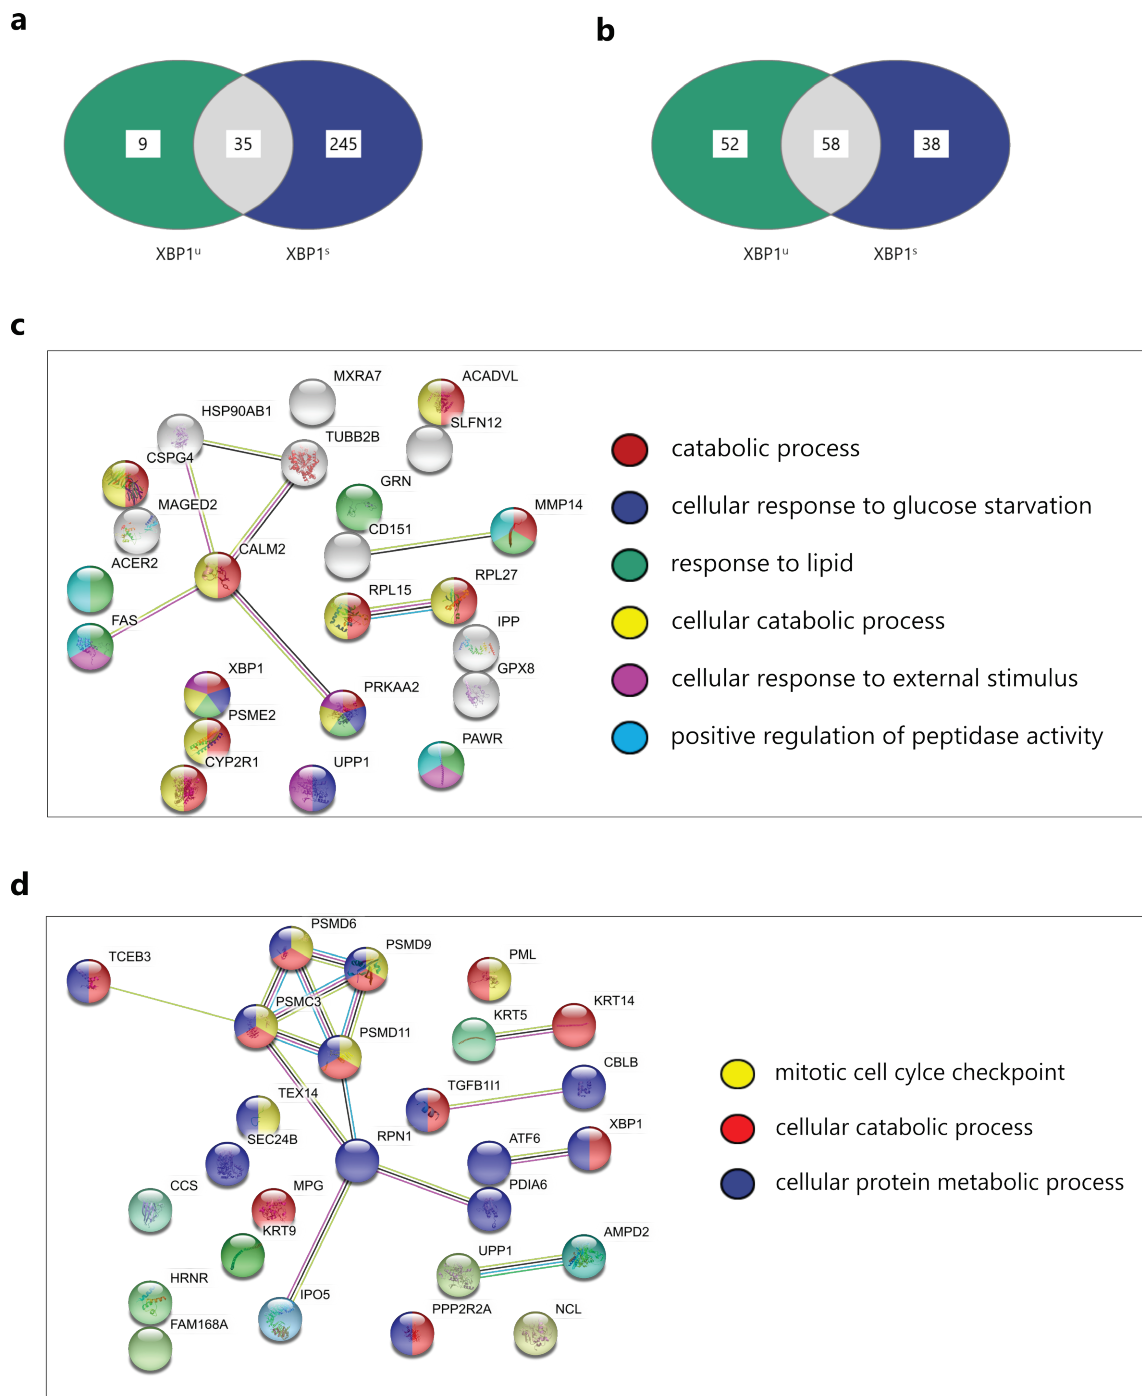 a
b
9
35
245
52
58
38
XBP1ᵘ
XBP1ˢ
XBP1ᵘ
XBP1ˢ
c
MXRA7
ACADVL
HSP90AB1
SLFN12
TUBB2B
CSPG4
GRN
MAGED2
MMP14
CD151
CALM2
ACER2
RPL27
RPL15
FAS
IPP
XBP1
GPX8
PRKAA2
PSME2
PAWR
CYP2R1
UPP1
catabolic process
cellular response to glucose starvation
response to lipid
cellular catabolic process
cellular response to external stimulus
positive regulation of peptidase activity
d
PSMD6
PSMD9
TCEB3
PML
PSMC3
KRT14
KRT5
PSMD11
CBLB
TEX14
TGFB1I1
SEC24B
RPN1
ATF6
XBP1
CCS
MPG
PDIA6
KRT9
AMPD2
UPP1
HRNR
IPO5
PPP2R2A
NCL
FAM168A
mitotic cell cylce checkpoint
cellular catabolic process
cellular protein metabolic process